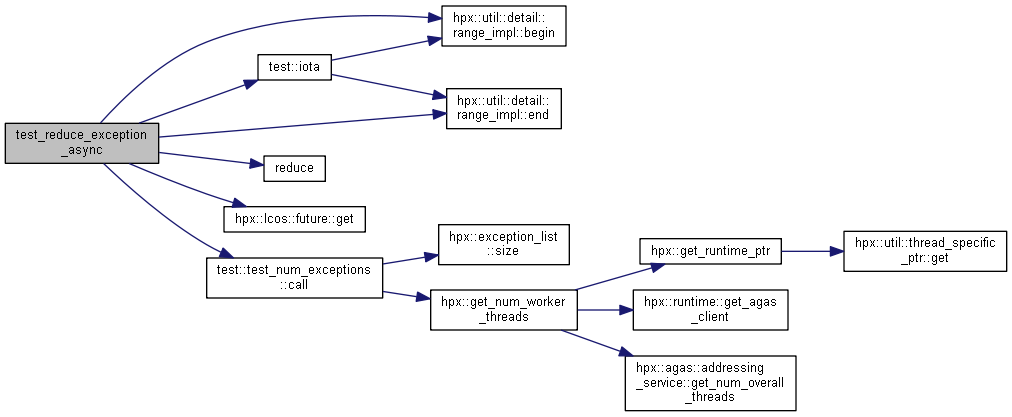 hpx::util::detail::
range_impl::begin
test::iota
hpx::util::detail::
range_impl::end
test_reduce_exception
_async
reduce
hpx::lcos::future::get
hpx::exception_list
::size
hpx::get_runtime_ptr
hpx::util::thread_specific
_ptr::get
test::test_num_exceptions
::call
hpx::get_num_worker
_threads
hpx::runtime::get_agas
_client
hpx::agas::addressing
_service::get_num_overall
_threads